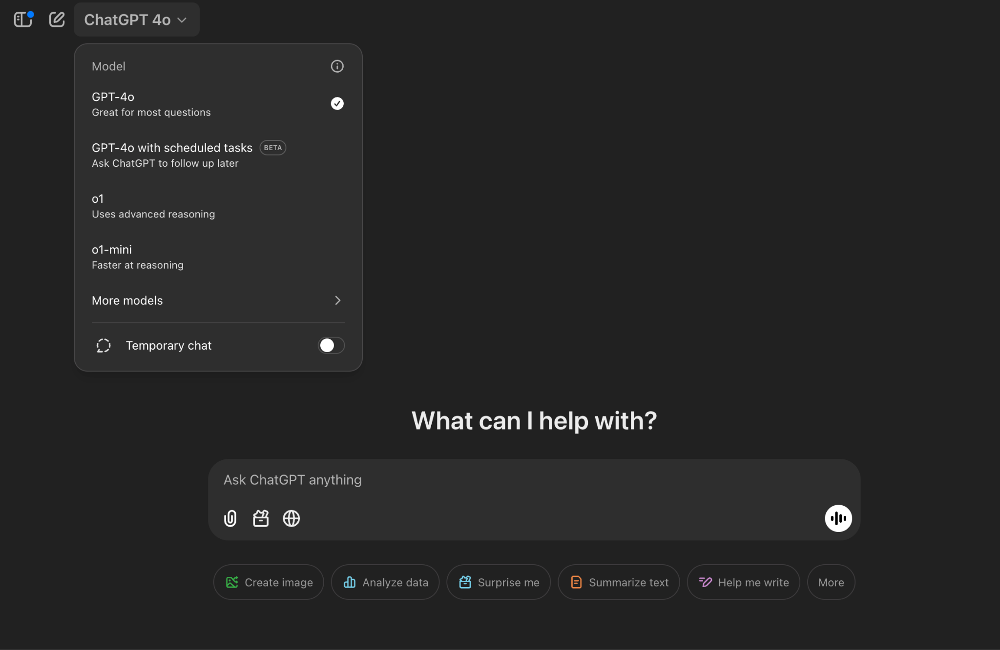 ChatGPT 4o
Model
GPT-4o
Great for most questions
GPT-4o with scheduled tasks BETA
Ask ChatGPT to follow up later
o1
Uses advanced reasoning
o1-mini
Faster at reasoning
More models
Temporary chat
What can I help with?
Ask ChatGPT anything
Create image Analyze data Surprise me Summarize text Help me write More